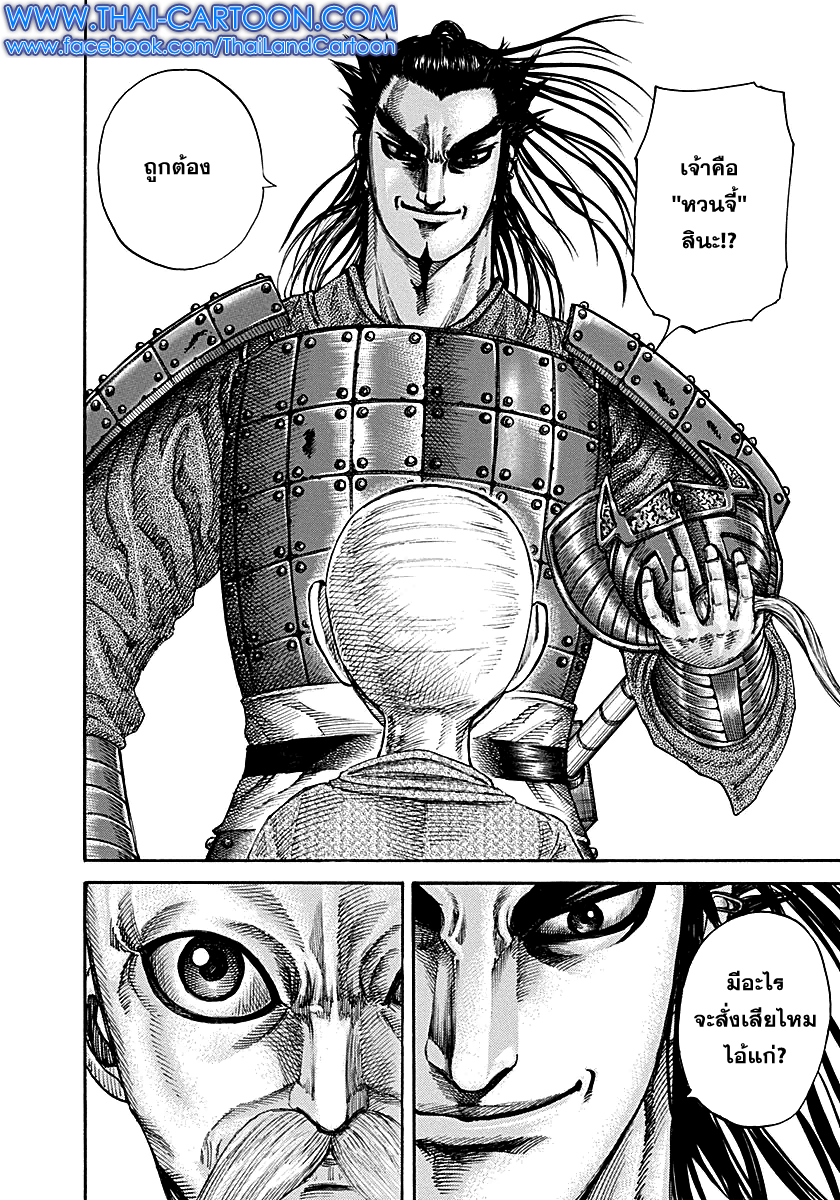 WWW.THAI-CARTOON.COM
www.facebook.com/ThaiLandCartoon
เจ้าคือ
"หวนจี้"
สินะ!?
ถูกต้อง
มีอะไร
จะสั่งเสียไหม
ไอ้แก่?